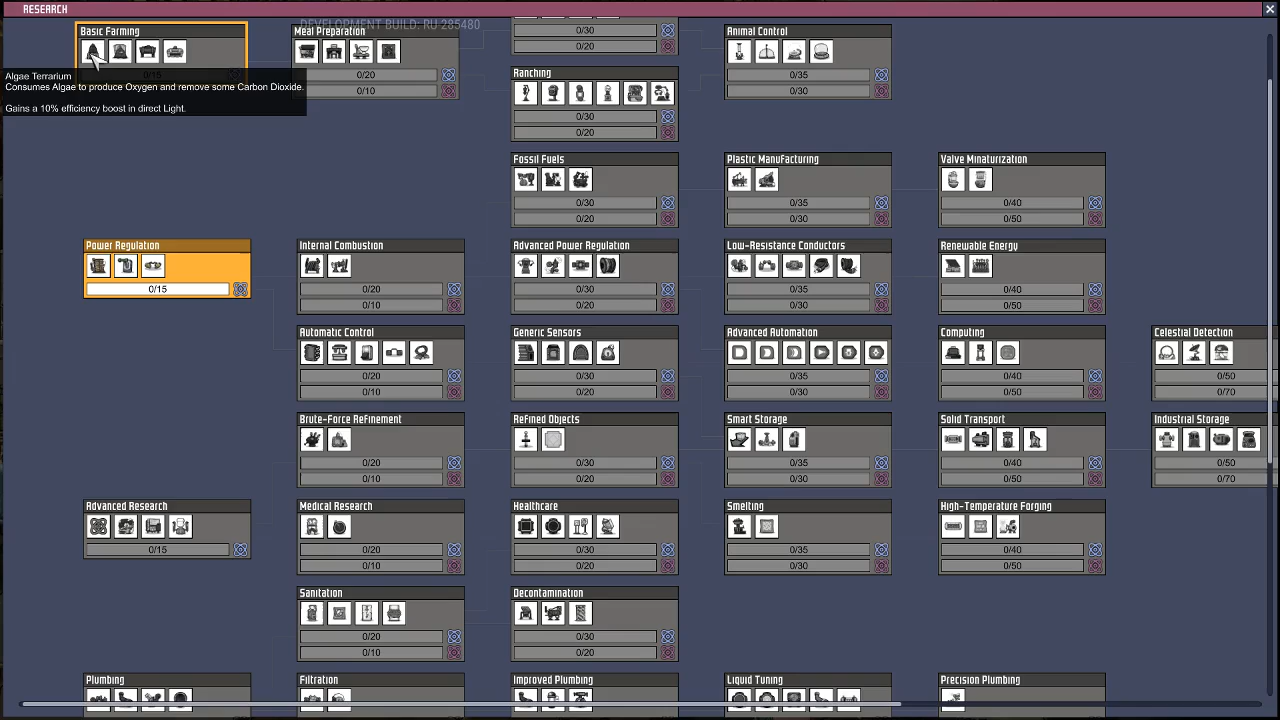 RESEARCH
DEVELOPMENT BUILD: RU-285480
Basic Farming
0/15
Meal Preparation
0/20
0/10
0/30
0/20
Animal Control
0/35
0/30
Algae Terrarium
Consumes Algae to produce Oxygen and remove some Carbon Dioxide.
Gains a 10% efficiency boost in direct Light.
Ranching
0/30
0/20
Fossil Fuels
0/30
0/20
Plastic Manufacturing
0/35
0/30
Valve Minaturization
0/40
0/50
Power Regulation
0/15
Internal Combustion
0/20
0/10
Advanced Power Regulation
0/30
0/20
Low-Resistance Conductors
0/35
0/30
Renewable Energy
0/40
0/50
Automatic Control
0/20
0/10
Generic Sensors
0/30
0/20
Advanced Automation
0/35
0/30
Computing
0/40
0/50
Celestial Detection
0/50
0/70
Brute-Force Refinement
0/20
0/10
Refined Objects
0/30
0/20
Smart Storage
0/35
0/30
Solid Transport
0/40
0/50
Industrial Storage
0/50
0/70
Advanced Research
0/15
Medical Research
0/20
0/10
Healthcare
0/30
0/20
Smelting
0/35
0/30
High-Temperature Forging
0/40
0/50
Sanitation
0/20
0/10
Decontamination
0/30
0/20
Plumbing
Filtration
Improved Plumbing
Liquid Tuning
Precision Plumbing